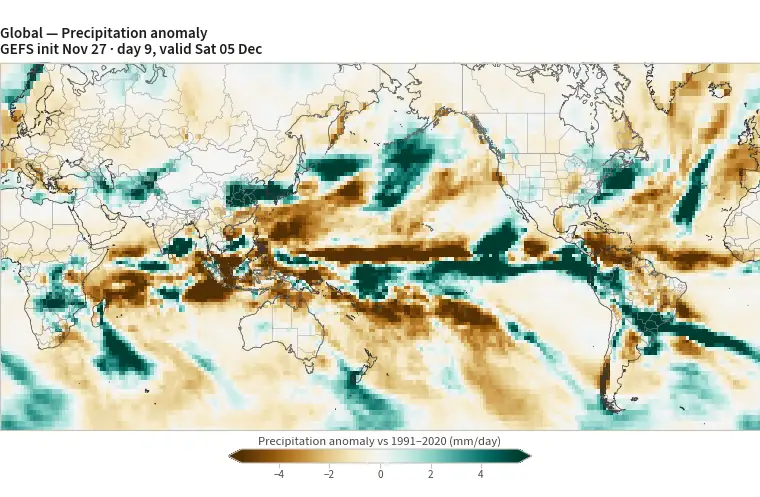 Global — Precipitation anomaly
GEFS init Nov 27 · day 9, valid Sat 05 Dec
Precipitation anomaly vs 1991–2020 (mm/day)
−4 −2 0 2 4